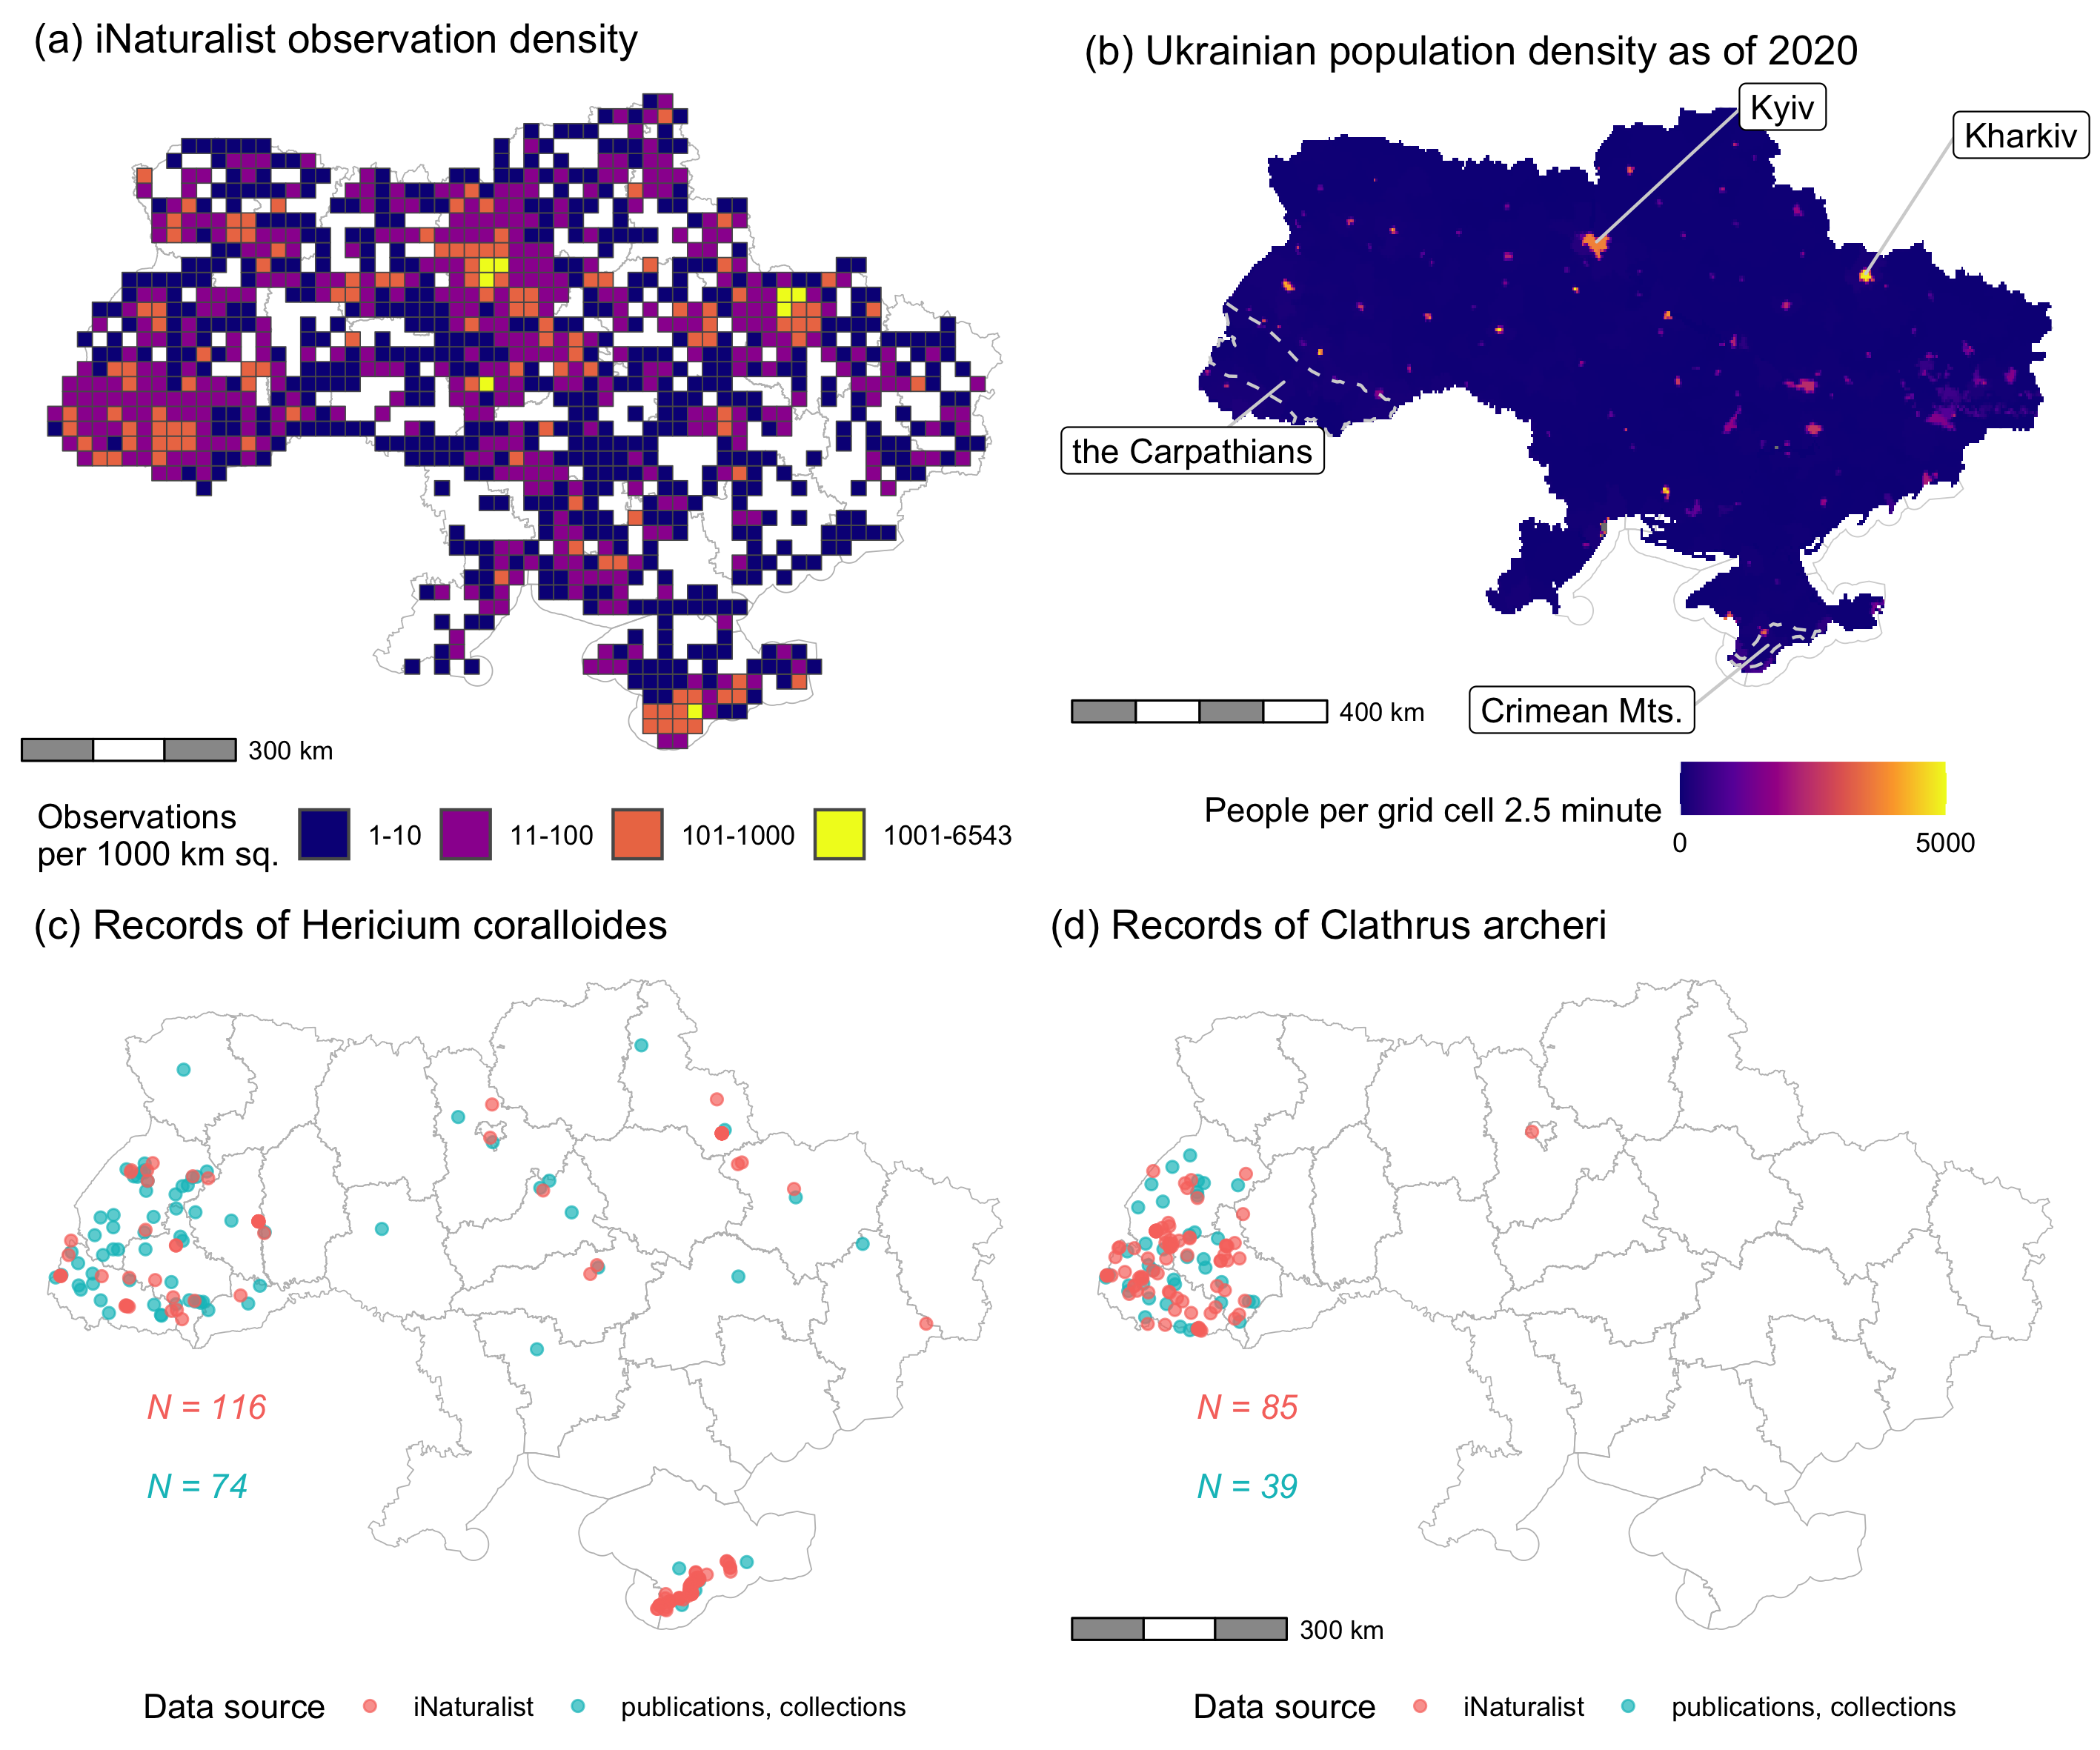 (a) iNaturalist observation density
300 km
Observations
per 1000 km sq.
1-10
11-100
101-1000
1001-6543
(b) Ukrainian population density as of 2020
Kyiv
Kharkiv
the Carpathians
Crimean Mts.
400 km
People per grid cell 2.5 minute
0
5000
(c) Records of Hericium coralloides
N = 116
N = 74
Data source
iNaturalist
publications, collections
(d) Records of Clathrus archeri
N = 85
N = 39
300 km
Data source
iNaturalist
publications, collections